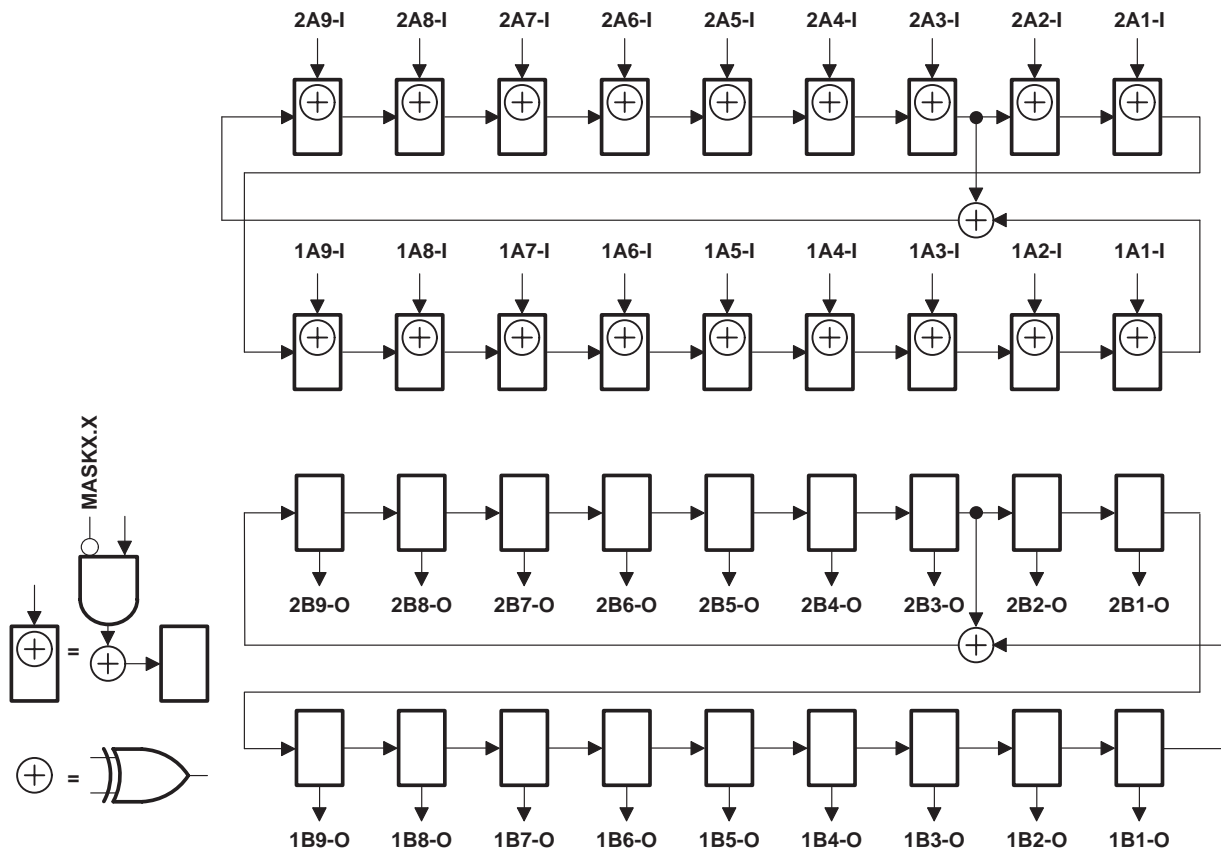 2A9-I 2A8-I 2A7-I 2A6-I 2A5-I 2A4-I 2A3-I 2A2-I 2A1-I
1A9-I 1A8-I 1A7-I 1A6-I 1A5-I 1A4-I 1A3-I 1A2-I 1A1-I
MASKX.X
2B9-O 2B8-O 2B7-O 2B6-O 2B5-O 2B4-O 2B3-O 2B2-O 2B1-O
=
=
1B9-O 1B8-O 1B7-O 1B6-O 1B5-O 1B4-O 1B3-O 1B2-O 1B1-O